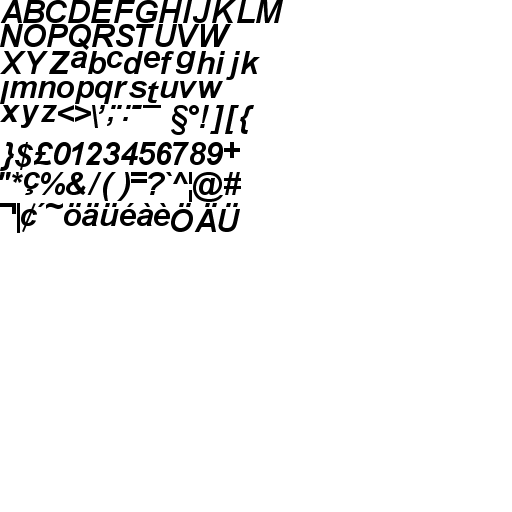 ABCDEFGHIJKLM
NOPQRSTUVW
XYZabcdefghijk
lmnopqrstuvw
xyz<>\',;.:-_ §°!][{
}$£0123456789+
"*ç%&/()=?`^¦@#
¬|¢´~öäüéàèÖÄÜ